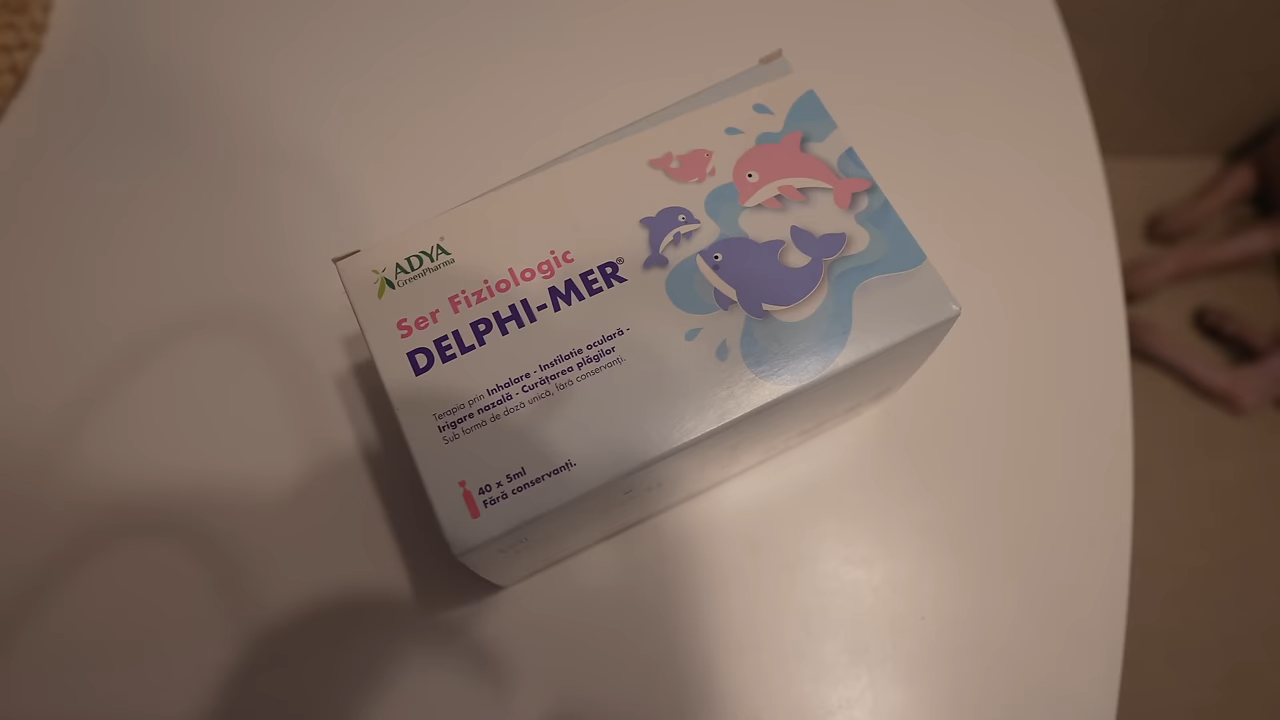 ADYA®
GreenPharma
Ser Fiziologic
DELPHI-MER®
Terapia prin Inhalare - Instilatie oculară -
Irigare nazală - Curățarea plăgilor
Sub formă de doză unică, fără conservanți.
40 x 5ml
Fără conservanți.